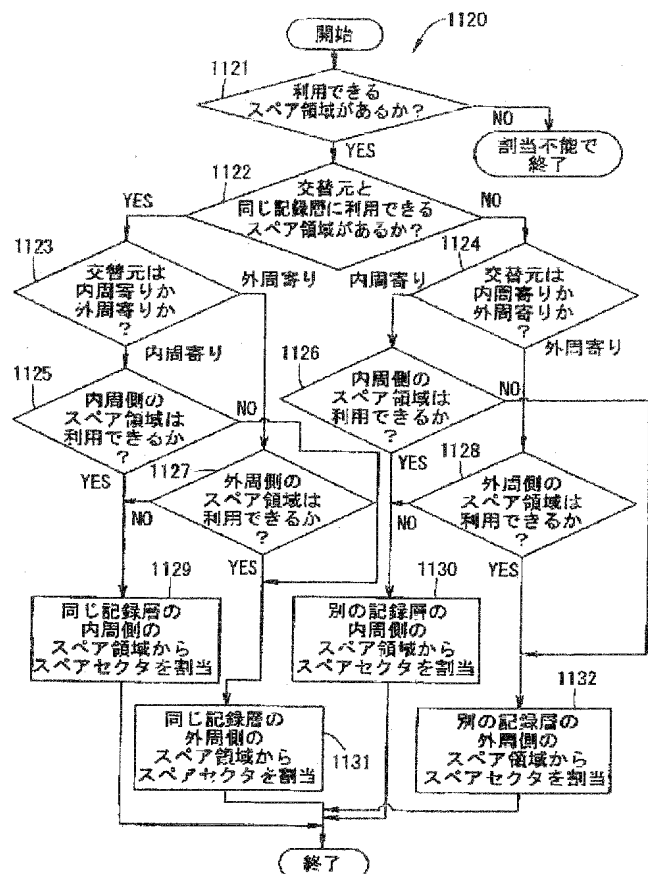 開始
1120
1121
利用できる
スペア領域があるか?
NO
割当不能で
終了
YES
1122
交替元と
同じ記録層に利用できる
スペア領域があるか?
YES
NO
1123
交替元は
内周寄りか
外周寄りか
?
外周寄り
内周寄り
1124
交替元は
内周寄りか
外周寄りか
?
内周寄り
外周寄り
1125
内周側の
スペア領域は
利用できるか
?
NO
YES
1126
内周側の
スペア領域は
利用できるか
?
NO
YES
1127
外周側の
スペア領域は
利用できるか
?
NO
YES
1128
外周側の
スペア領域は
利用できるか
?
NO
YES
1129
同じ記録層の
内周側の
スペア領域から
スペアセクタを割当
1130
別の記録層の
内周側の
スペア領域から
スペアセクタを割当
同じ記録層の
外周側の
スペア領域から
スペアセクタを割当
1131
1132
別の記録層の
外周側の
スペア領域から
スペアセクタを割当
終了